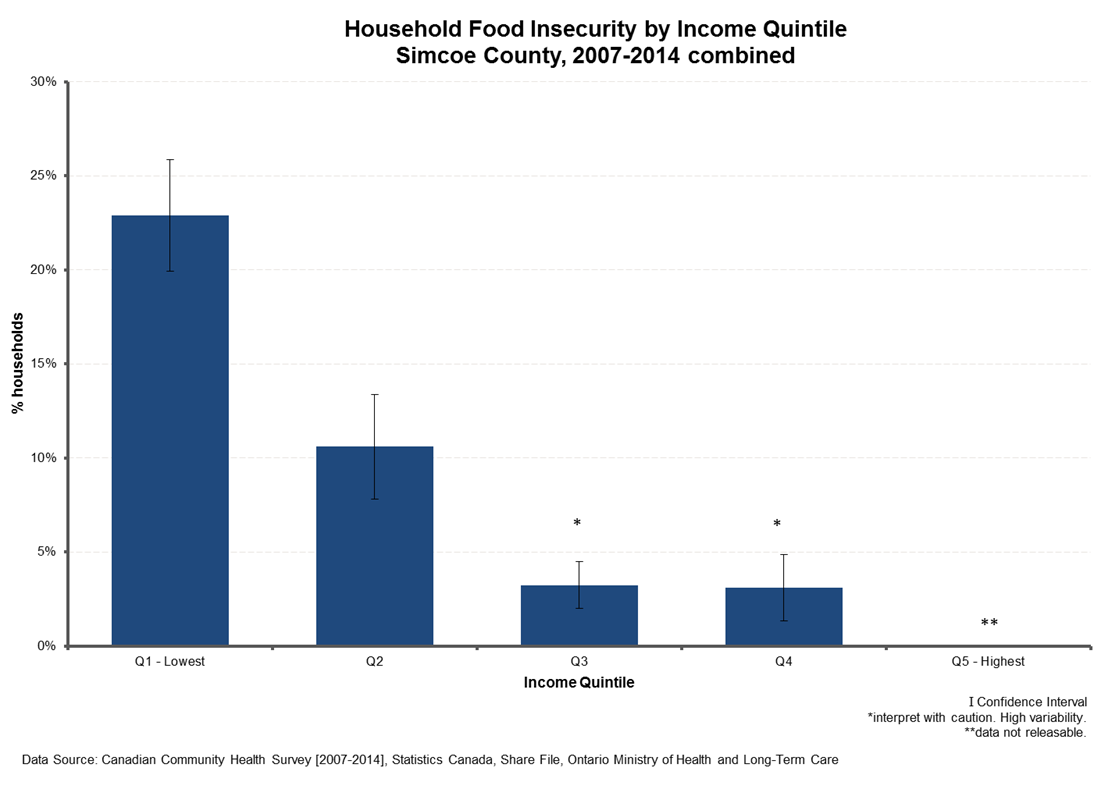 Household Food Insecurity by Income Quintile
Simcoe County, 2007-2014 combined
30%
25%
20%
15%
10%
5%
0%
% households
*
*
**
Q1 - Lowest
Q2
Q3
Q4
Q5 - Highest
Income Quintile
I Confidence Interval
*interpret with caution. High variability.
**data not releasable.
Data Source: Canadian Community Health Survey [2007-2014], Statistics Canada, Share File, Ontario Ministry of Health and Long-Term Care